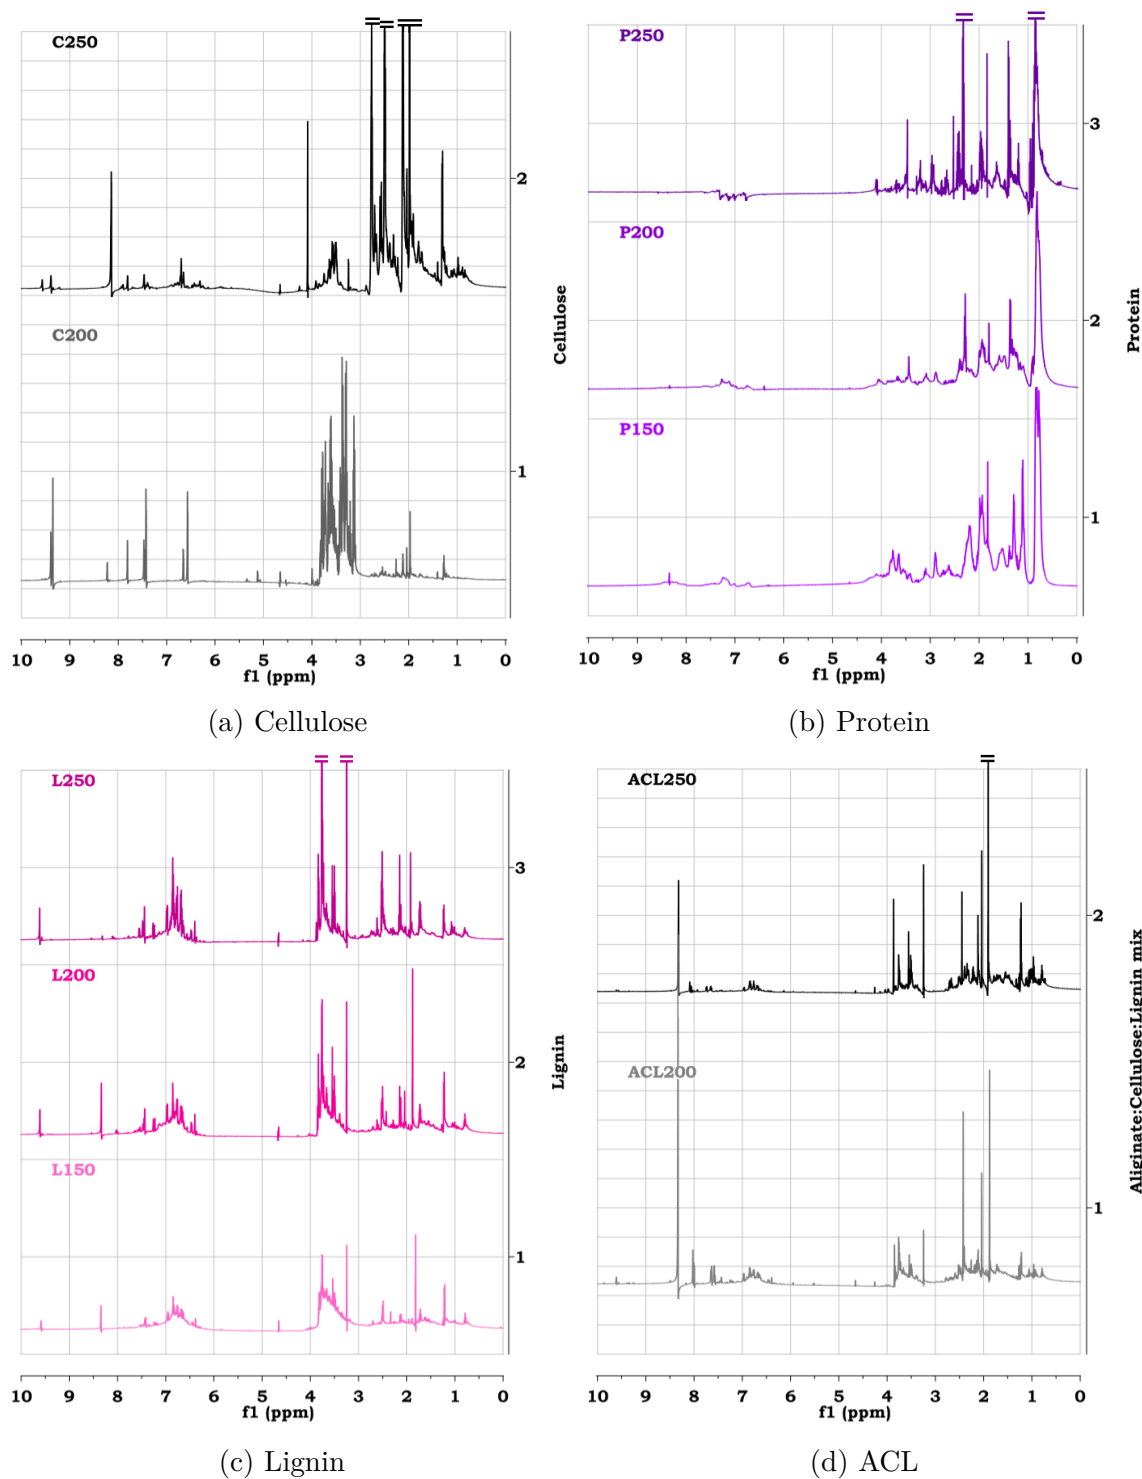 C250
2
C200
1
Cellulose
10 9 8 7 6 5 4 3 2 1 0
f1 (ppm)
(a) Cellulose
P250
3
P200
2
P150
1
Protein
10 9 8 7 6 5 4 3 2 1 0
f1 (ppm)
(b) Protein
L250
3
L200
2
L150
1
Lignin
10 9 8 7 6 5 4 3 2 1 0
f1 (ppm)
(c) Lignin
ACL250
2
ACL200
1
Aliginate:Cellulose:Lignin mix
10 9 8 7 6 5 4 3 2 1 0
f1 (ppm)
(d) ACL